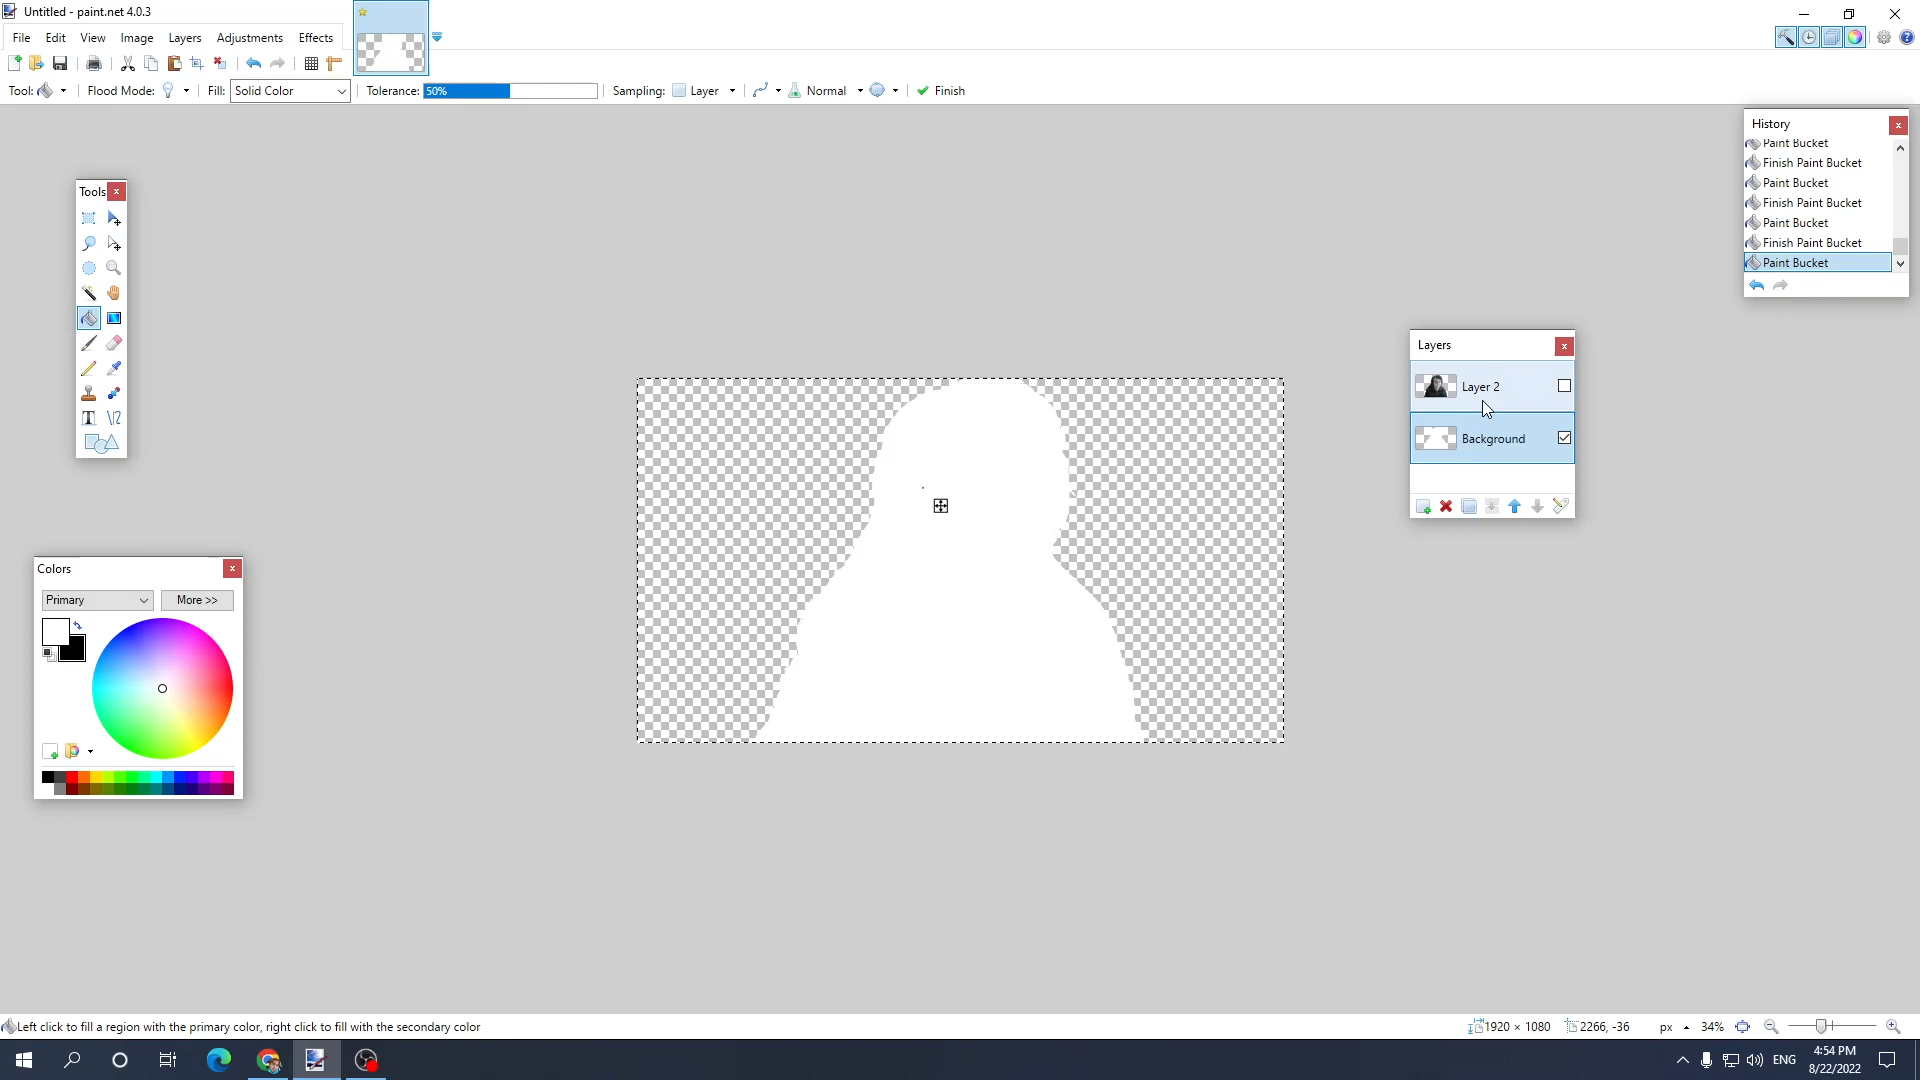 Untitled - paint.net 4.0.3
File Edit View Image Layers Adjustments Effects
Tool: Flood Mode: Fill: Solid Color Tolerance: 50% Sampling: Layer Normal Finish
History
Paint Bucket
Finish Paint Bucket
Paint Bucket
Finish Paint Bucket
Paint Bucket
Finish Paint Bucket
Paint Bucket
Tools
Layers
Layer 2
Background
Colors
Primary More >>
Left click to fill a region with the primary color, right click to fill with the secondary color
1920 × 1080 2266, -36 px 34%
ENG
4:54 PM
8/22/2022